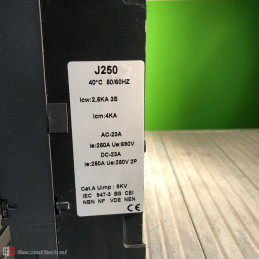 J250
40°C 50/60HZ
Icw:2,5KA 3S
Icm:4KA
AC-23A
Ie:250A Ue:690V
DC-23A
Ie:250A Ue:250V 2P
Cat.A Uimp : 8KV
IEC 947-3 BS CEI
NBN NF VDE NEN